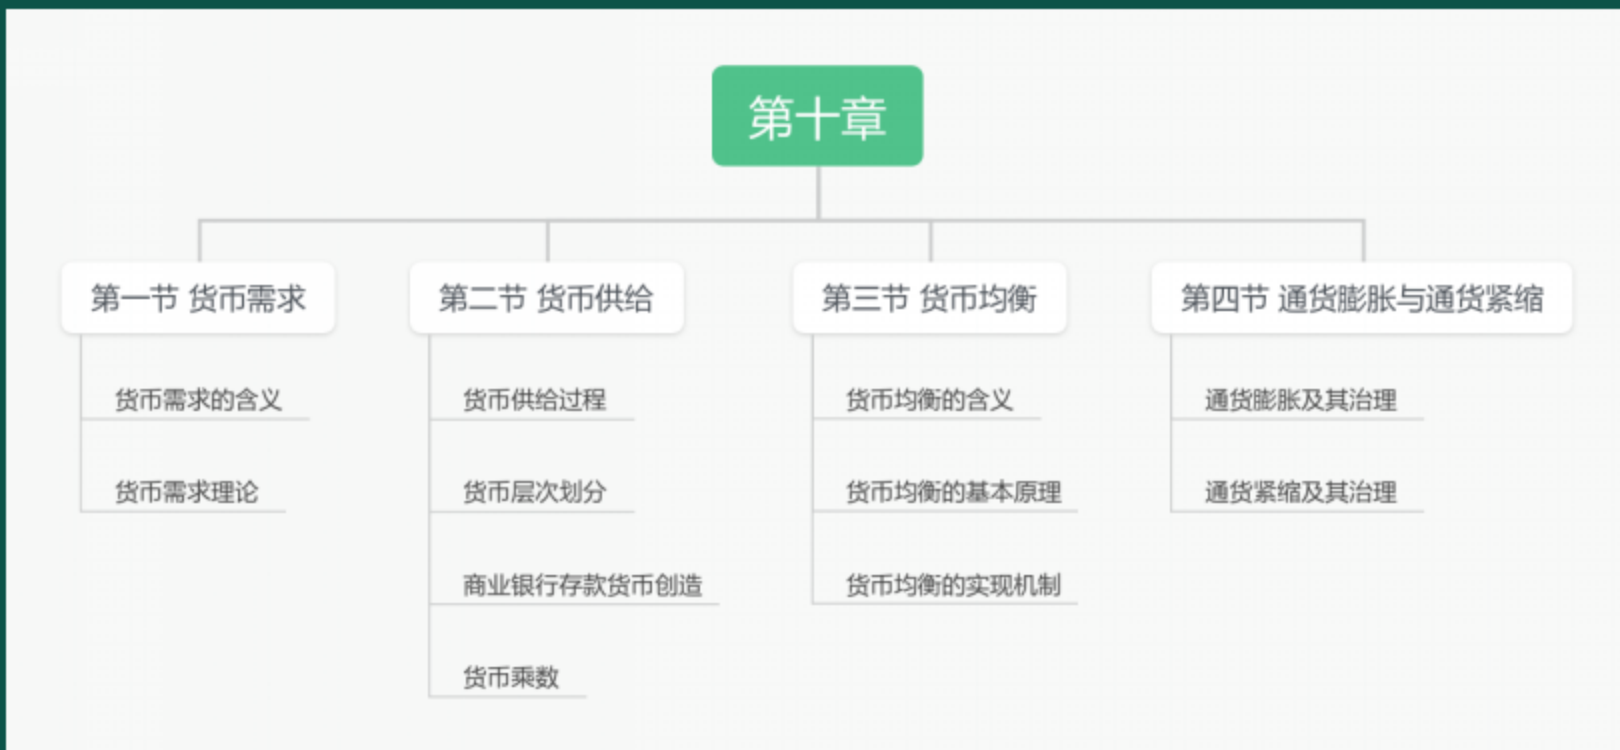 第十章
第一节 货币需求
货币需求的含义
货币需求理论
第二节 货币供给
货币供给过程
货币层次划分
商业银行存款货币创造
货币乘数
第三节 货币均衡
货币均衡的含义
货币均衡的基本原理
货币均衡的实现机制
第四节 通货膨胀与通货紧缩
通货膨胀及其治理
通货紧缩及其治理